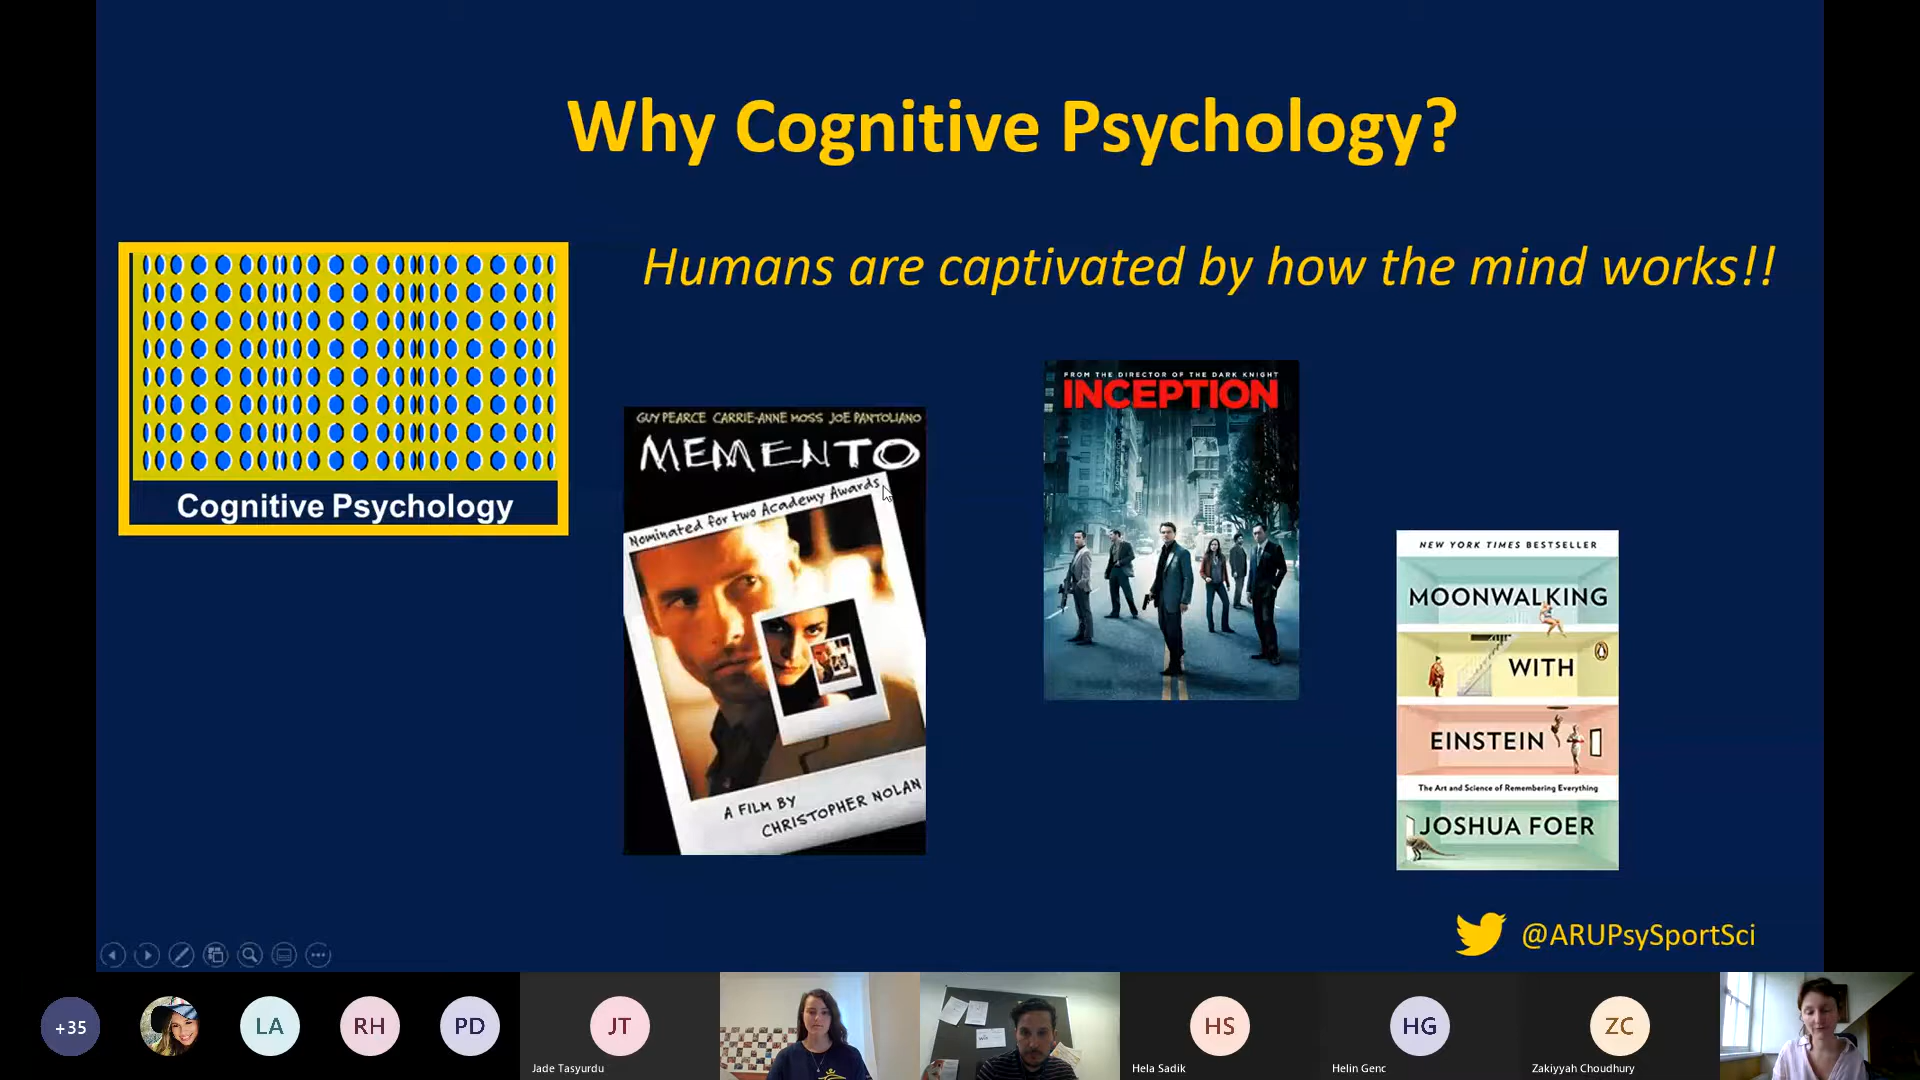 Why Cognitive Psychology?
Humans are captivated by how the mind works!!
Cognitive Psychology
GUY PEARCE CARRIE-ANNE MOSS JOE PANTOLIANO
MEMENTO
Nominated for two Academy Awards
A FILM BY
CHRISTOPHER NOLAN
FROM THE DIRECTOR OF THE DARK KNIGHT
INCEPTION
NEW YORK TIMES BESTSELLER
MOONWALKING
WITH
EINSTEIN
The Art and Science of Remembering Everything
JOSHUA FOER
@ARUPsySportSci
+35
LA
RH
PD
JT
Jade Tasyurdu
HS
Hela Sadik
HG
Helin Genc
ZC
Zakiyyah Choudhury